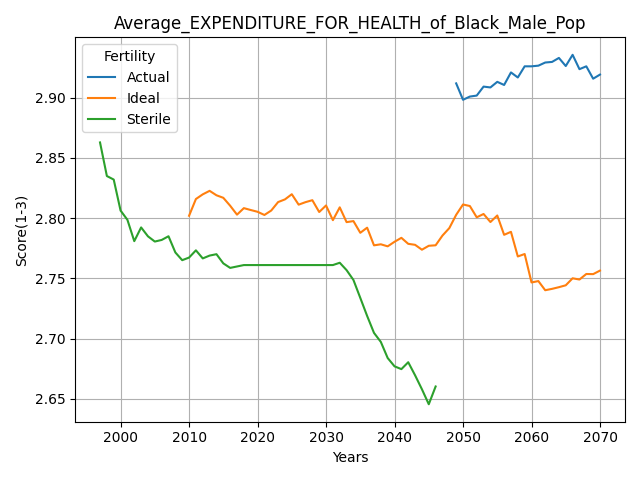 Average_EXPENDITURE_FOR_HEALTH_of_Black_Male_Pop
Fertility
Actual
Ideal
Sterile
Score(1-3)
2.90
2.85
2.80
2.75
2.70
2.65
2000 2010 2020 2030 2040 2050 2060 2070
Years